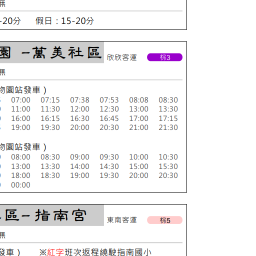 -20分 假日：15-20分
園 -萬美社區 欣欣客運 棕3
物園站發車)
07:00 07:15 07:38 07:53 08:08 08:30
11:00 11:30 12:00 12:30 13:00 13:30
16:00 16:15 16:30 16:45 17:00 17:15
19:00 19:30 20:00 20:30 21:00 21:30
物園站發車)
08:00 08:30 09:00 09:30 10:00 10:30
13:00 13:30 14:00 14:30 15:00 15:30
18:00 18:30 19:00 19:30 20:00 20:30
00:00
區-指南宮 東南客運 棕5
無
發車) ※紅字班次返程繞駛指南國小